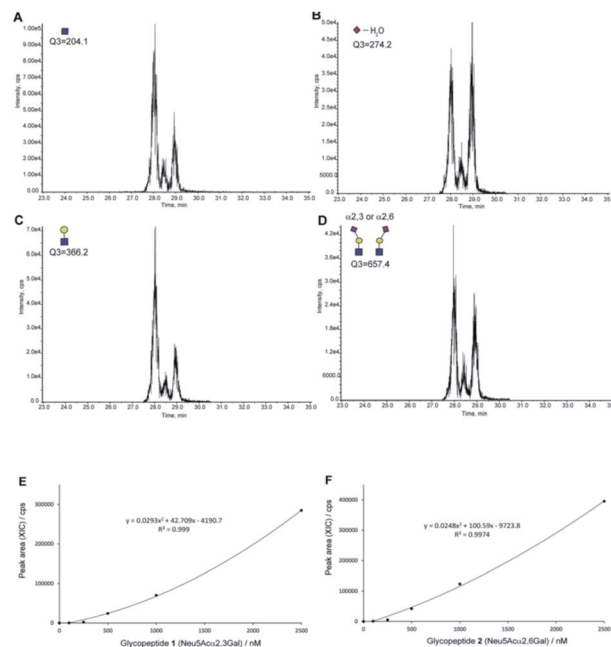 A
Q3=204.1
Intensity, cps
1.00e5
9.00e4
8.00e4
7.00e4
6.00e4
5.00e4
4.00e4
3.00e4
2.00e4
1.00e4
0.00
23.0 24.0 25.0 26.0 27.0 28.0 29.0 30.0 31.0 32.0 33.0 34.0 35.0
Time, min
B
–H₂O
Q3=274.2
Intensity, cps
5.0e4
4.5e4
4.0e4
3.5e4
3.0e4
2.5e4
2.0e4
1.5e4
1.0e4
5000.0
0.0
23.0 24.0 25.0 26.0 27.0 28.0 29.0 30.0 31.0 32.0 33.0 34.0 35.0
Time, min
C
Q3=366.2
Intensity, cps
7.0e4
6.0e4
5.0e4
4.0e4
3.0e4
2.0e4
1.0e4
0.0
23.0 24.0 25.0 26.0 27.0 28.0 29.0 30.0 31.0 32.0 33.0 34.0 35.0
Time, min
D
α2,3 or α2,6
Q3=657.4
Intensity, cps
4.2e4
3.6e4
3.0e4
2.4e4
1.8e4
1.2e4
6000.0
0.0
23.0 24.0 25.0 26.0 27.0 28.0 29.0 30.0 31.0 32.0 33.0 34.0 35.0
Time, min
E
y = 0.0293x² + 42.709x - 4190.7
R² = 0.999
Peak area (XIC) / cps
300000
200000
100000
0
0 500 1000 1500 2000 2500
Glycopeptide 1 (Neu5Acα2,3Gal) / nM
F
y = 0.0248x² + 100.59x - 9723.8
R² = 0.9974
Peak area (XIC) / cps
400000
300000
200000
100000
0
0 500 1000 1500 2000 2500
Glycopeptide 2 (Neu5Acα2,6Gal) / nM